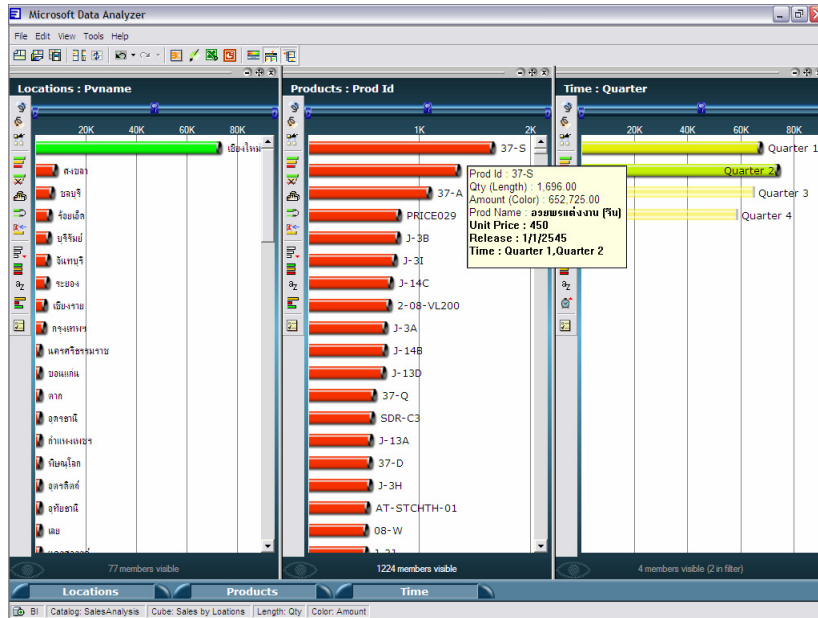 Microsoft Data Analyzer
File Edit View Tools Help
Locations : Pvname
20K 40K 60K 80K
เชียงใหม่
สงขลา
ชลบุรี
ร้อยเอ็ด
บุรีรัมย์
จันทบุรี
ระยอง
เชียงราย
กรุงเทพฯ
นครศรีธรรมราช
ขอนแก่น
ตาก
อุดรธานี
กำแพงเพชร
พิษณุโลก
อุตรดิตถ์
อุทัยธานี
เลย
77 members visible
Products : Prod Id
1K 2K
37-S
37-A
PRICE029
J-3B
J-3I
J-14C
2-08-VL200
J-3A
J-14B
J-13D
37-Q
SDR-C3
J-13A
37-D
J-3H
AT-STCHTH-01
08-W
1224 members visible
Prod Id : 37-S
Qty (Length) : 1,696.00
Amount (Color) : 652,725.00
Prod Name : อวยพรแต่งงาน (จีน)
Unit Price : 450
Release : 1/1/2545
Time : Quarter 1,Quarter 2
Time : Quarter
20K 40K 60K 80K
Quarter 1
Quarter 2
Quarter 3
Quarter 4
4 members visible (2 in filter)
Locations Products Time
BI Catalog: SalesAnalysis Cube: Sales by Loations Length: Qty Color: Amount